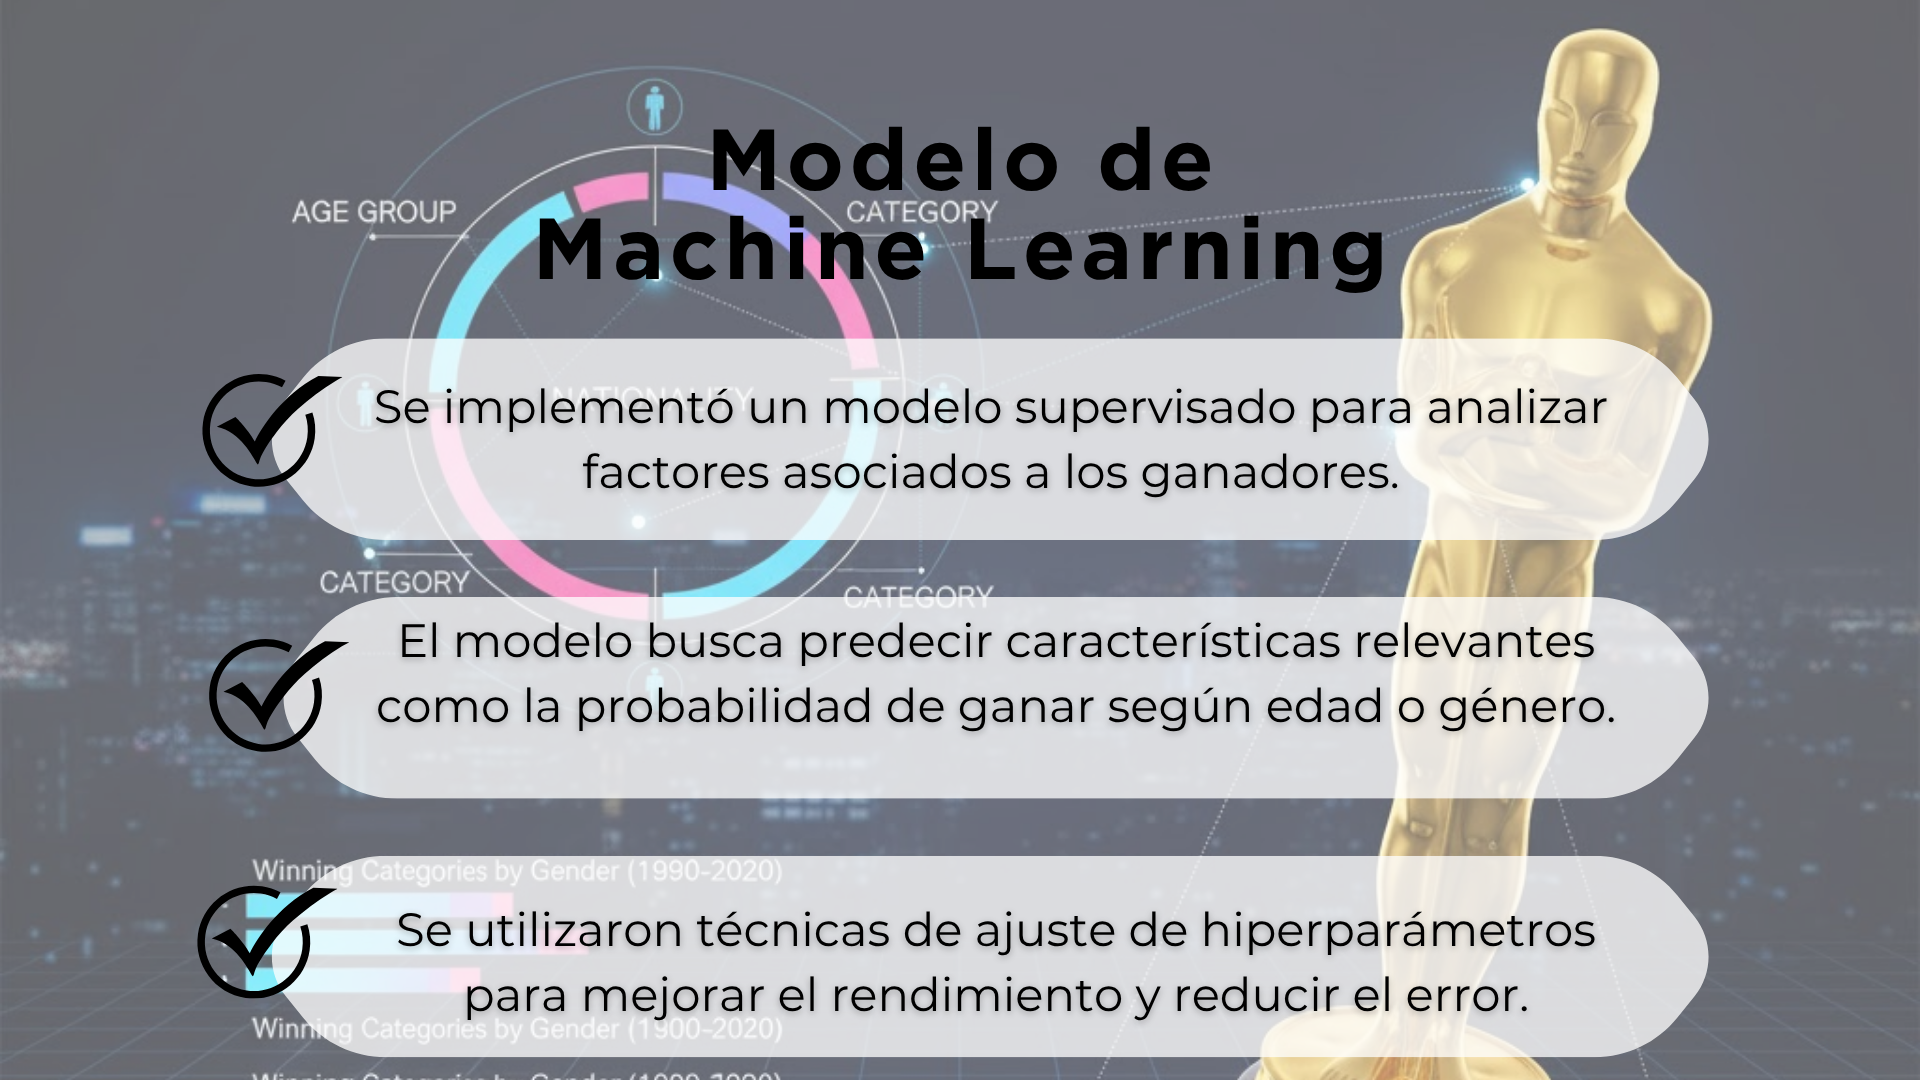 Modelo de
Machine Learning
AGE GROUP
CATEGORY
NATIONALITY
Se implementó un modelo supervisado para analizar
factores asociados a los ganadores.
CATEGORY
CATEGORY
El modelo busca predecir características relevantes
como la probabilidad de ganar según edad o género.
Winning Categories by Gender (1990-2020)
Se utilizaron técnicas de ajuste de hiperparámetros
para mejorar el rendimiento y reducir el error.
Winning Categories by Gender (1900-2020)